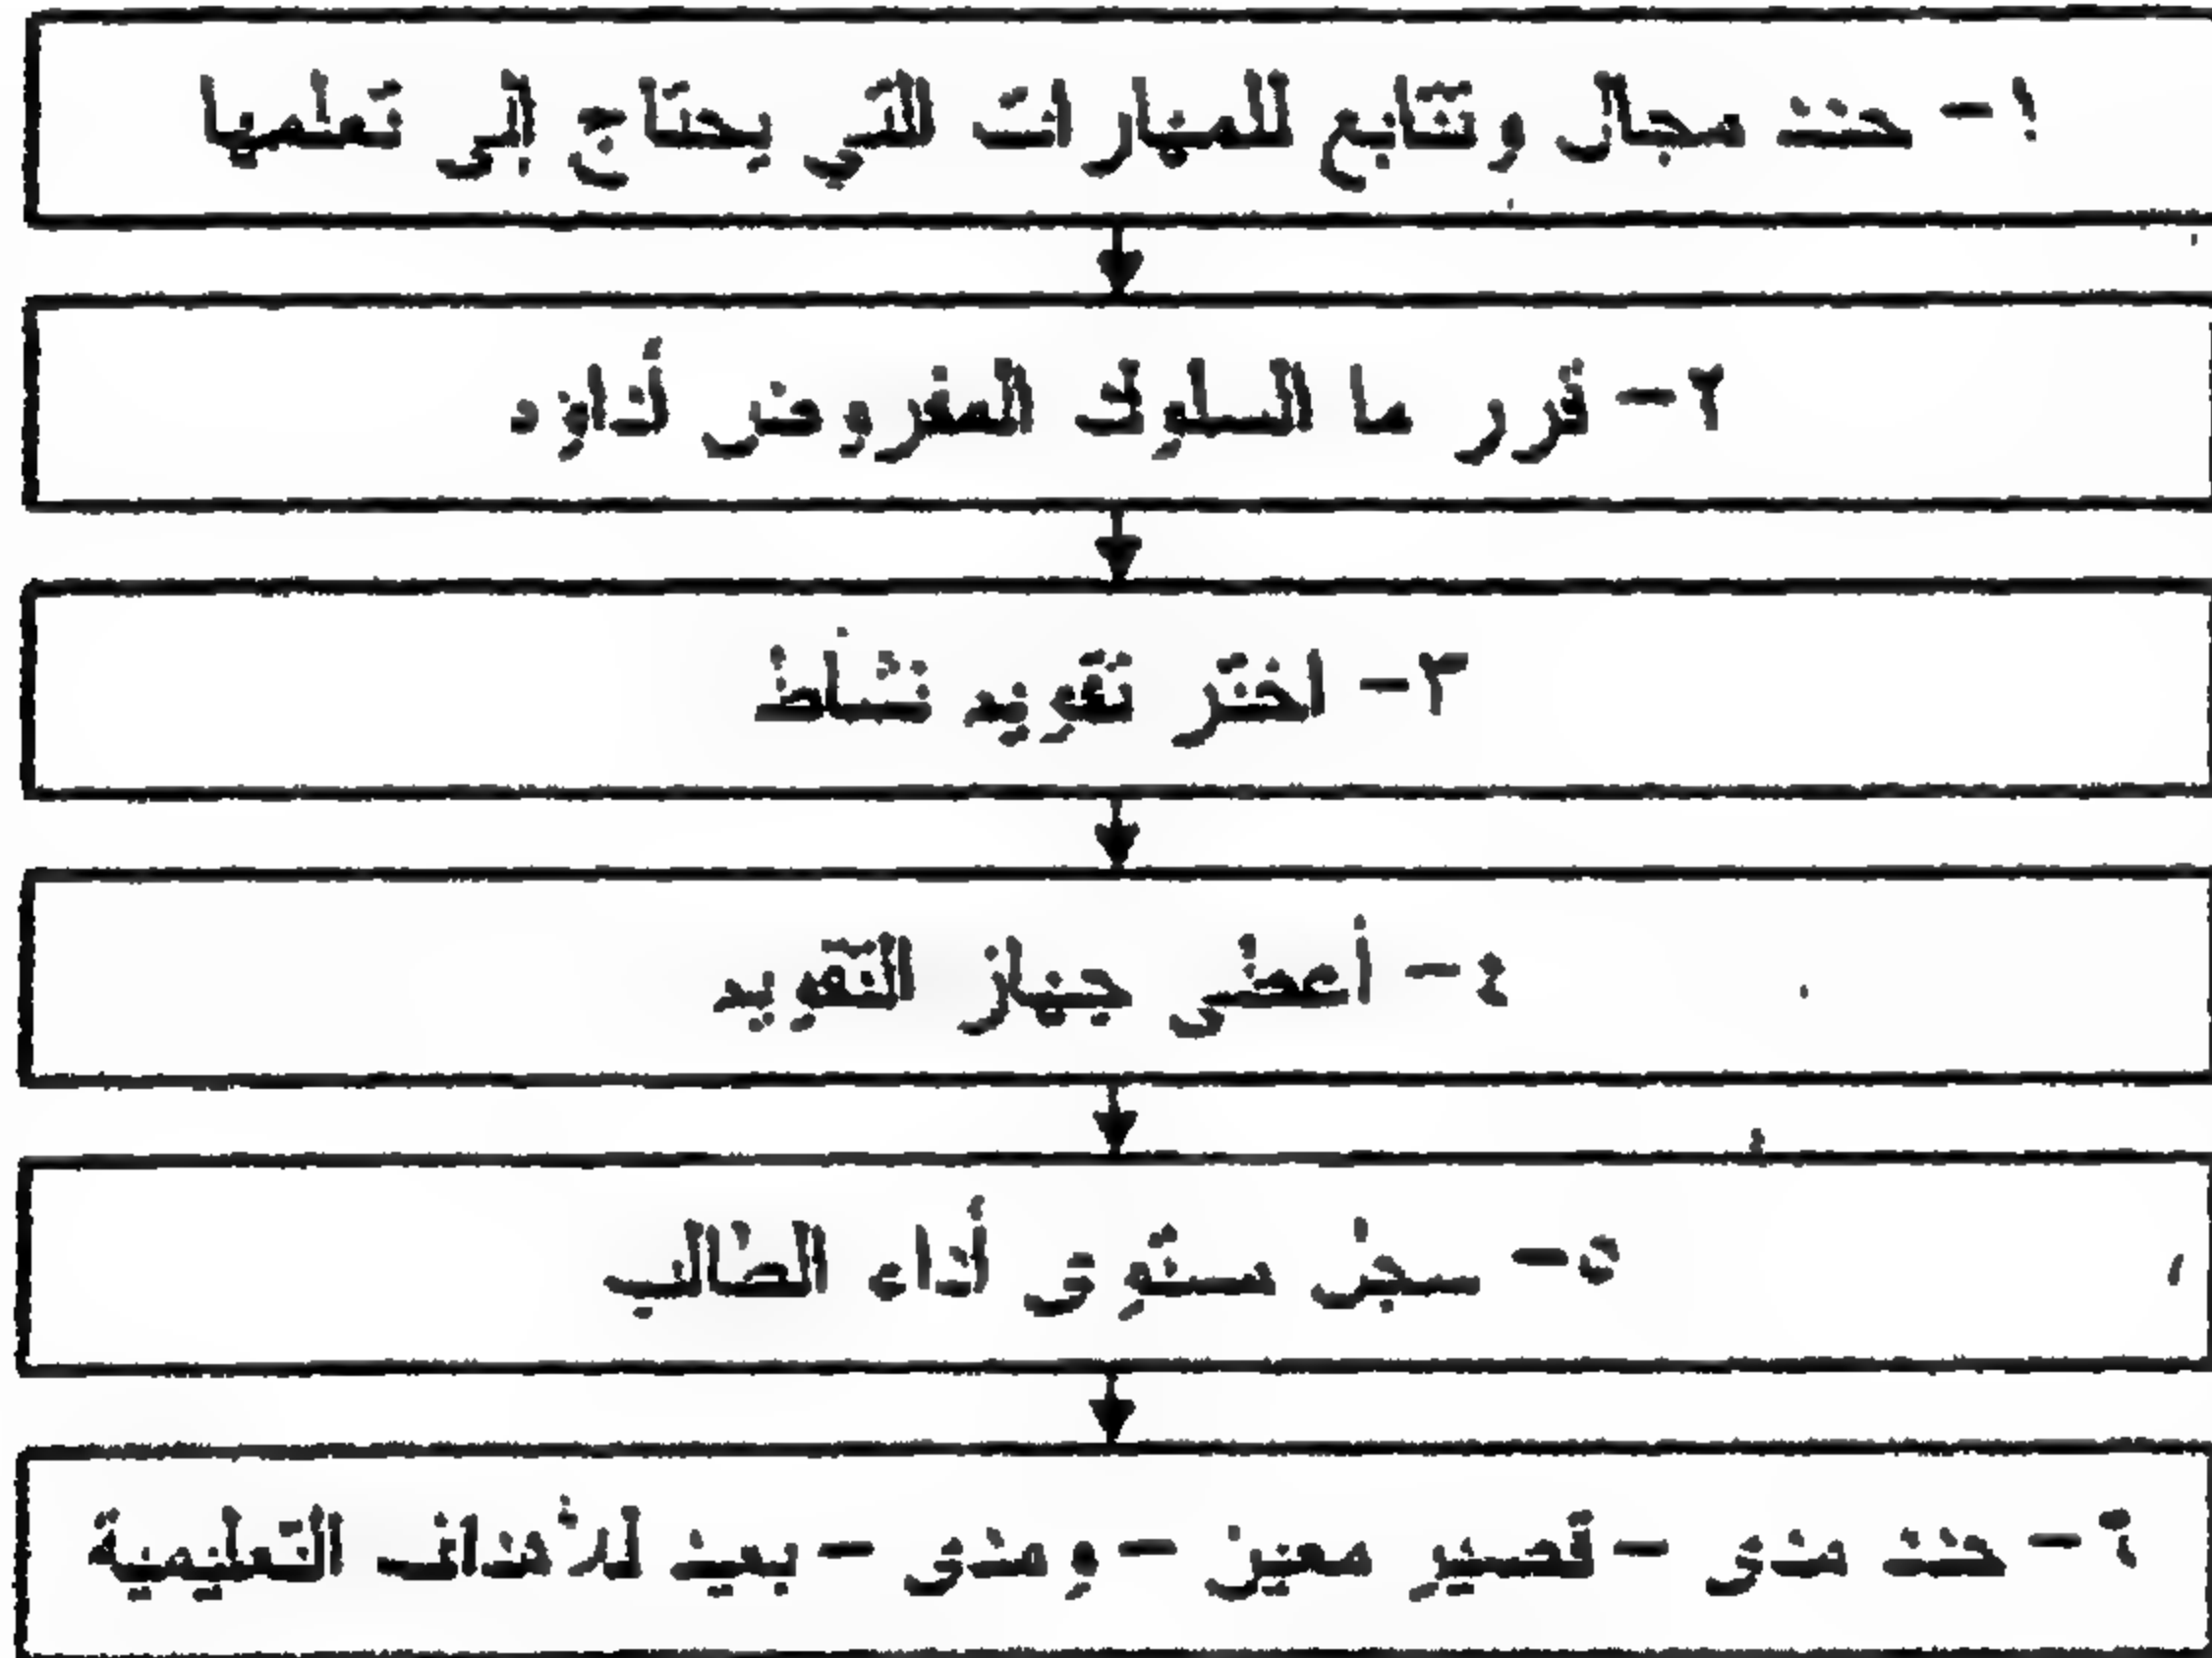 ١- حدد مجال وتتابع للمهارات التي يحتاج إلى تعلمها
٢- قرر ما السلوك المفروض أداؤه
٣- اختر تقويم نشاط
٤- أعطى جهاز التقويم
٥- سجل مستوى أداء الطالب
٦- حدد مدى - قصير معين - ومدى - بعيد للأهداف التعليمية